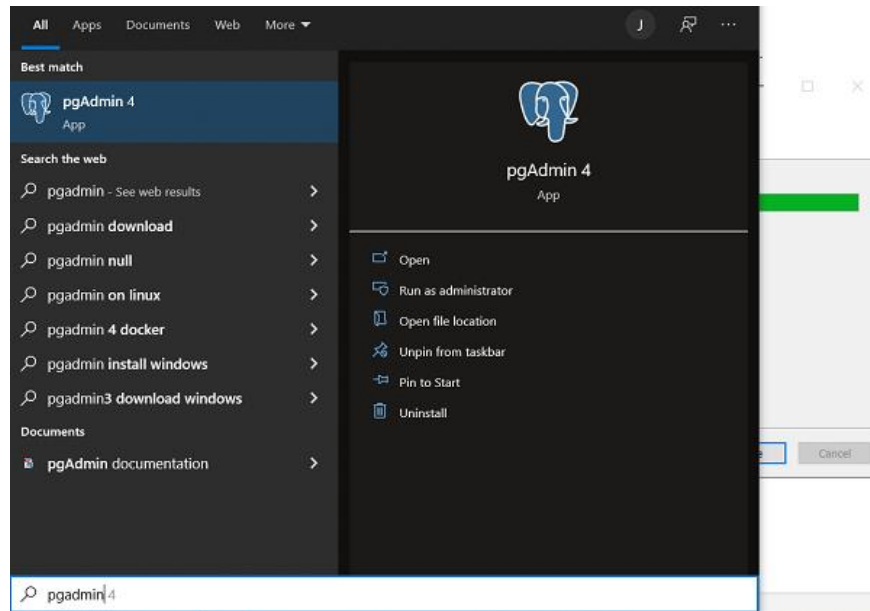 All Apps Documents Web More J
Best match
pgAdmin 4
App
Search the web
pgadmin - See web results
pgadmin download
pgadmin null
pgadmin on linux
pgadmin 4 docker
pgadmin install windows
pgadmin3 download windows
Documents
pgAdmin documentation
pgadmin 4
pgAdmin 4
App
Open
Run as administrator
Open file location
Unpin from taskbar
Pin to Start
Uninstall
Cancel